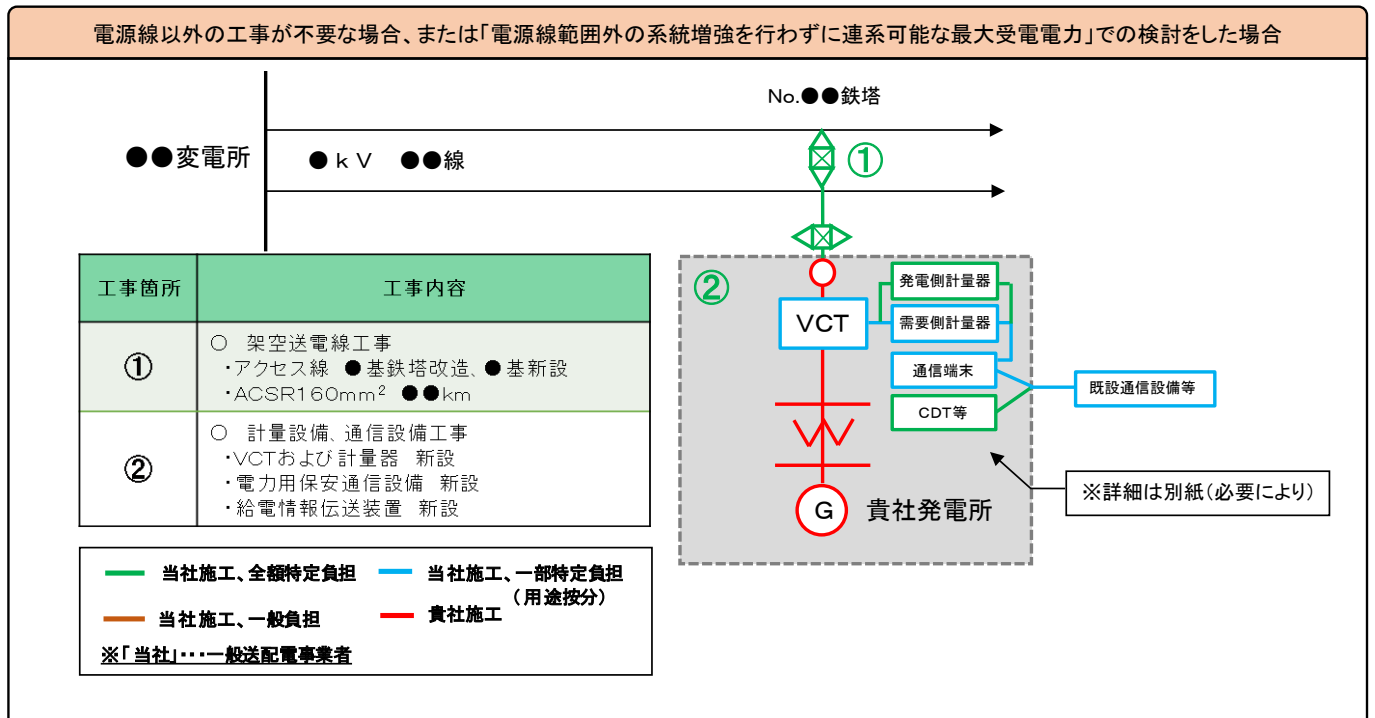 電源線以外の工事が不要な場合、または「電源線範囲外の系統増強を行わずに連系可能な最大受電電力」での検討をした場合
No.●●鉄塔
●●変電所
●kV ●●線
①
工事箇所 工事内容
①
○ 架空送電線工事
・アクセス線 ●基鉄塔改造、●基新設
・ACSR160mm² ●●km
②
○ 計量設備、通信設備工事
・VCTおよび計量器 新設
・電力用保安通信設備 新設
・給電情報伝送装置 新設
②
VCT
発電側計量器
需要側計量器
通信端末
CDT等
既設通信設備等
※詳細は別紙(必要により)
G 貴社発電所
当社施工、全額特定負担
当社施工、一部特定負担
(用途按分)
当社施工、一般負担
貴社施工
※「当社」・・・一般送配電事業者